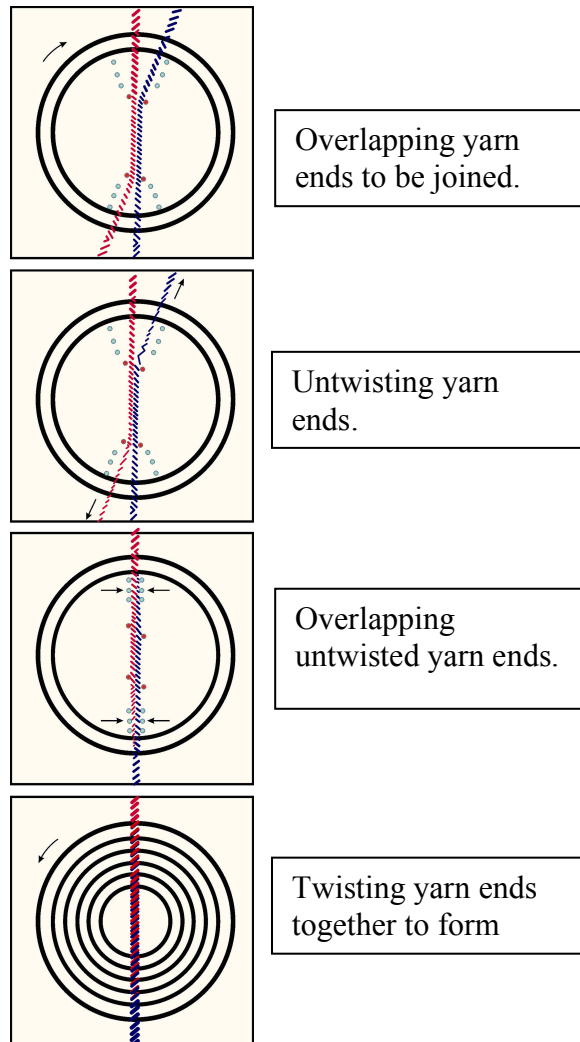 Overlapping yarn
ends to be joined.
Untwisting yarn
ends.
Overlapping
untwisted yarn ends.
Twisting yarn ends
together to form